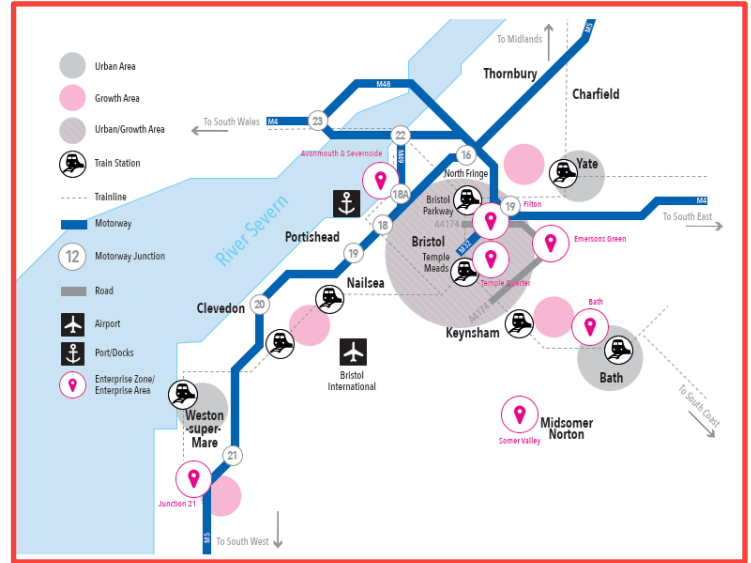 Urban Area
Growth Area
Urban/Growth Area
Train Station
Trainline
Motorway
12
Motorway Junction
Road
Airport
Port/Docks
Enterprise Zone/
Enterprise Area
To Midlands
M5
Thornbury
Charfield
M48
M4
23
To South Wales
22
Avonmouth & Severnside
16
M49
North Fringe
Yate
18A
Bristol
Parkway
19
Filton
M4
To South East
A4174
18
Portishead
Bristol
M32
Emersons Green
River Severn
19
Temple
Meads
Nailsea
Temple Quarter
A4174
Clevedon
20
Keynsham
Bath
Bristol
International
Bath
To South Coast
Weston
-super-
Mare
Midsomer
Norton
Somer Valley
21
Junction 21
M5
To South West